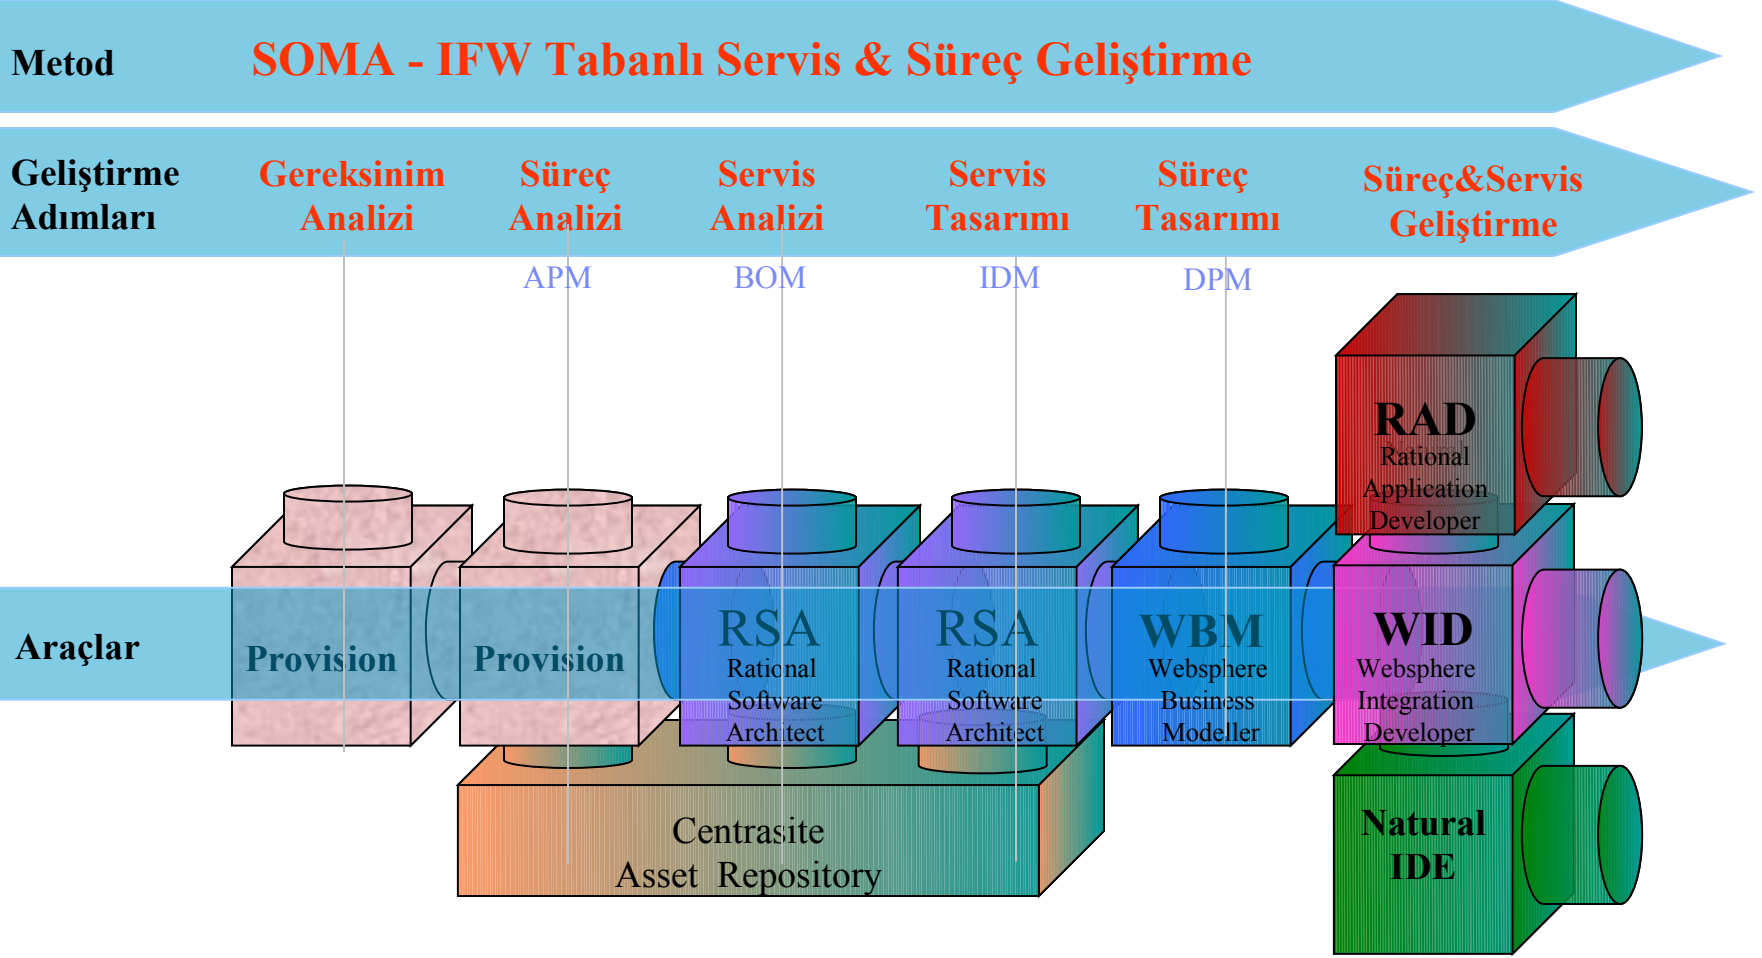 Metod
SOMA - IFW Tabanlı Servis & Süreç Geliştirme
Geliştirme
Adımları
Gereksinim
Analizi
Süreç
Analizi
Servis
Analizi
Servis
Tasarımı
Süreç
Tasarımı
Süreç&Servis
Geliştirme
APM
BOM
IDM
DPM
RAD
Rational
Application
Developer
Araçlar
Provision
Provision
RSA
Rational
Software
Architect
RSA
Rational
Software
Architect
WBM
Websphere
Business
Modeller
WID
Websphere
Integration
Developer
Centrasite
Asset Repository
Natural
IDE